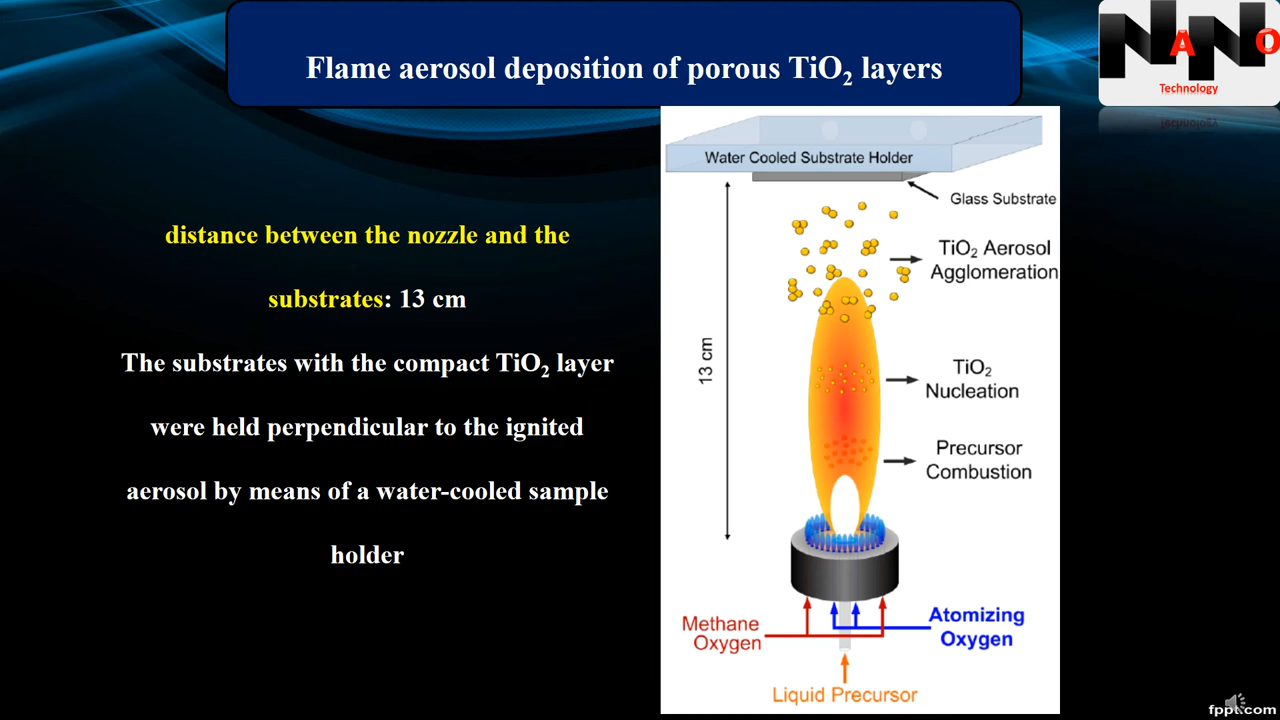 Flame aerosol deposition of porous TiO₂ layers
NANO
Technology
distance between the nozzle and the
substrates: 13 cm
The substrates with the compact TiO₂ layer
were held perpendicular to the ignited
aerosol by means of a water-cooled sample
holder
Water Cooled Substrate Holder
Glass Substrate
TiO₂ Aerosol
Agglomeration
13 cm
TiO₂
Nucleation
Precursor
Combustion
Methane
Oxygen
Atomizing
Oxygen
Liquid Precursor
fppt.com